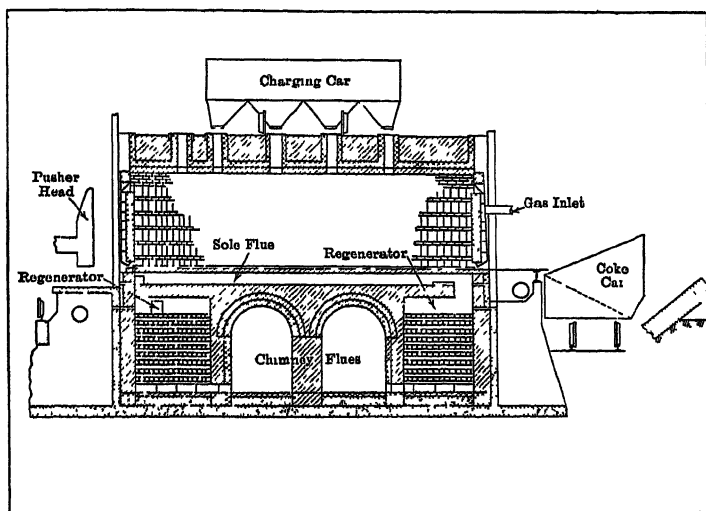 Charging Car
Pusher
Head
Gas Inlet
Sole Flue
Regenerator
Regenerator
Coke
Car
Chimney Flues